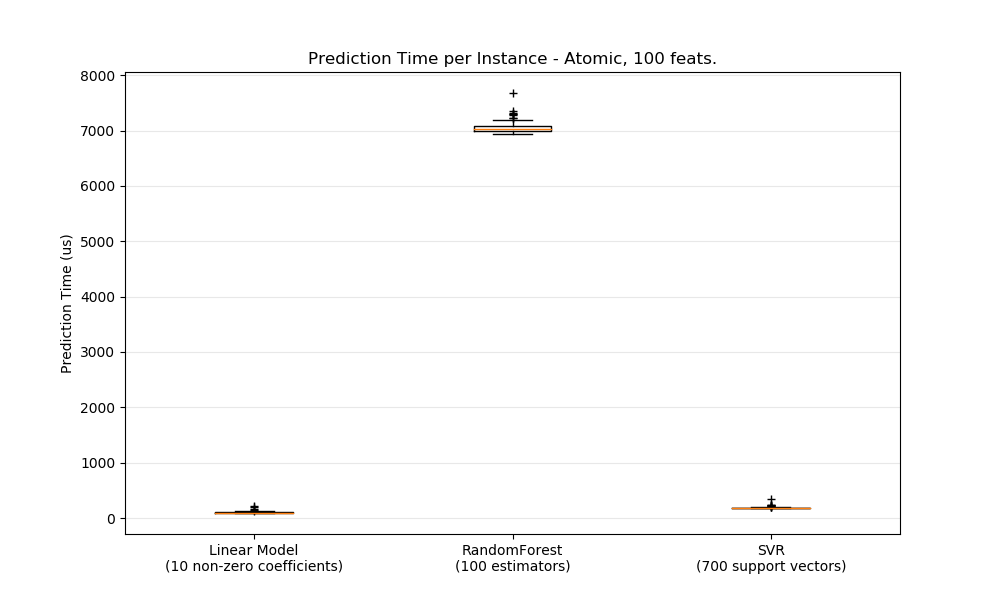 Prediction Time per Instance - Atomic, 100 feats.
8000
7000
6000
5000
4000
3000
2000
1000
0
Prediction Time (us)
Linear Model
(10 non-zero coefficients)
RandomForest
(100 estimators)
SVR
(700 support vectors)